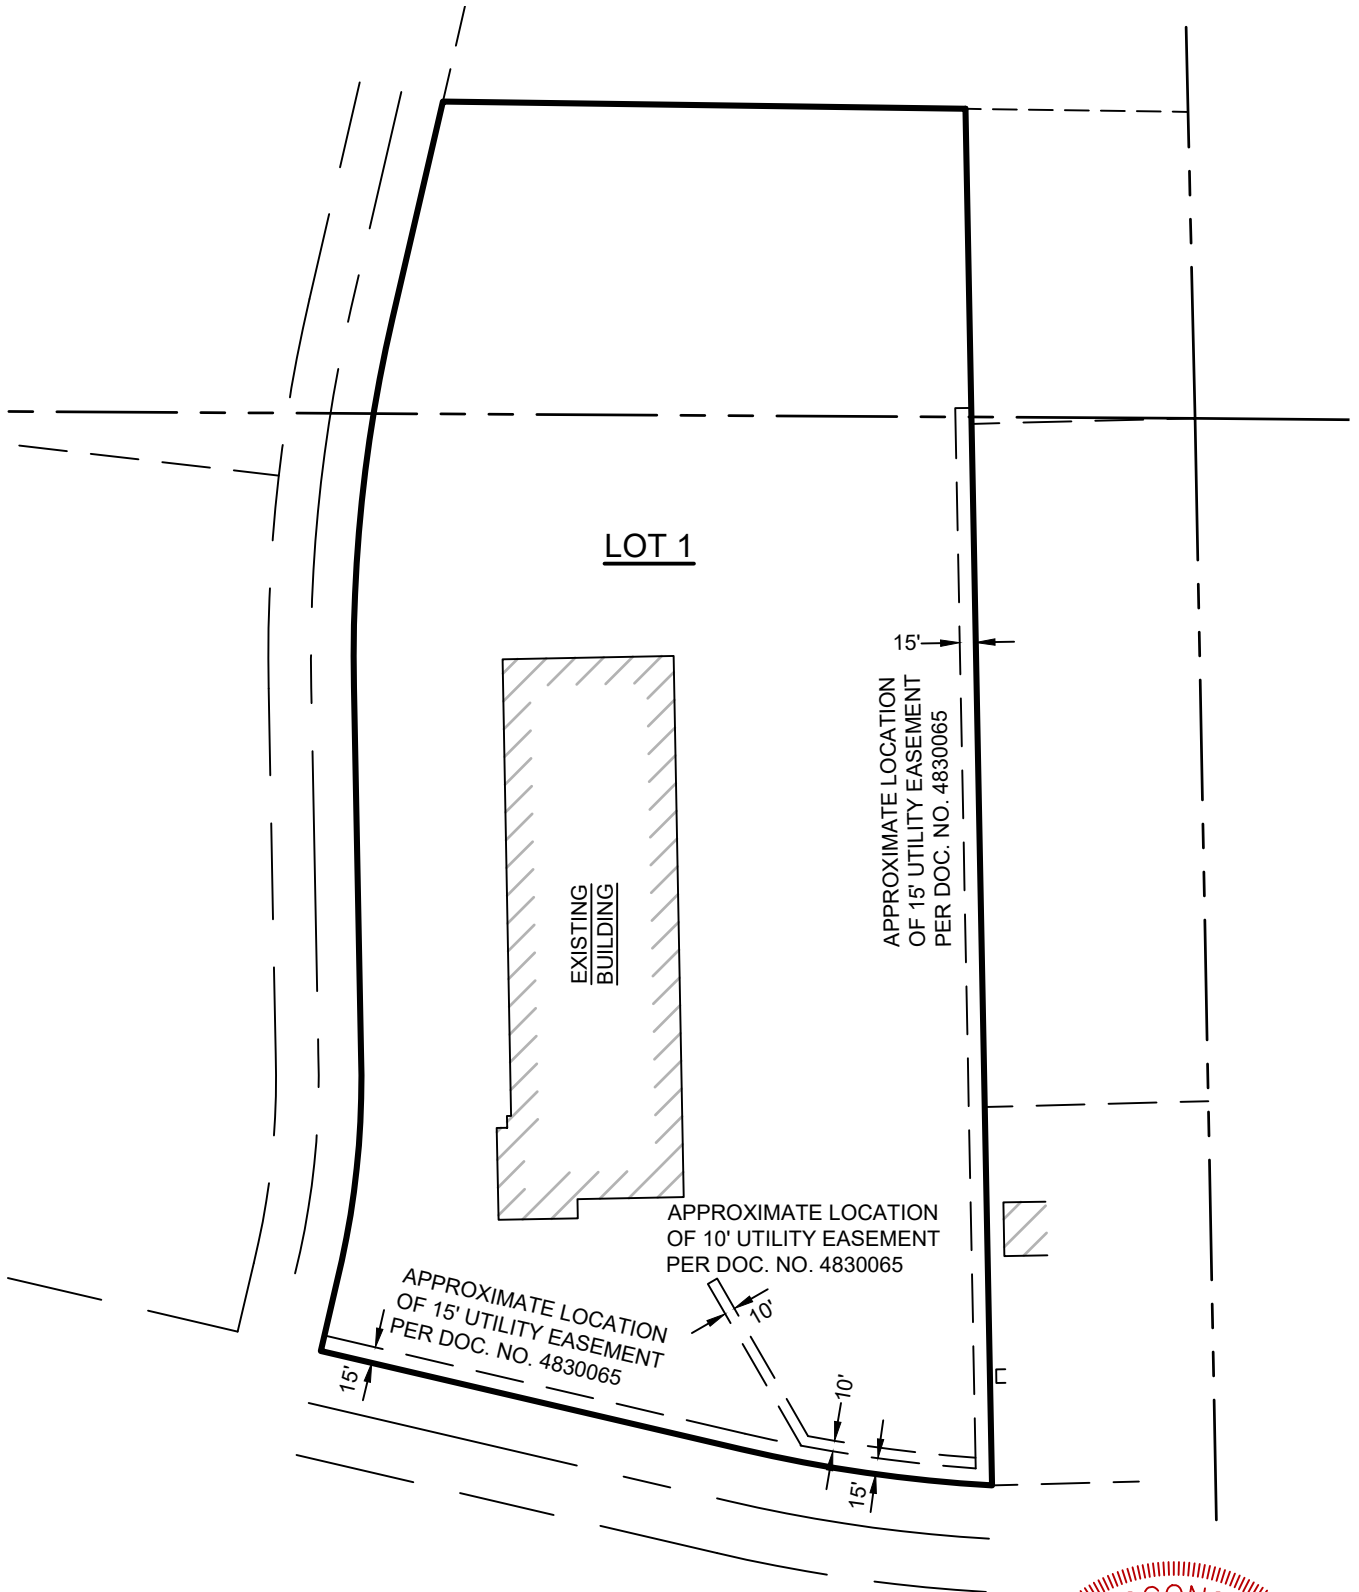 LOT 1
15'
APPROXIMATE LOCATION
OF 15' UTILITY EASEMENT
PER DOC. NO. 4830065
EXISTING
BUILDING
APPROXIMATE LOCATION
OF 10' UTILITY EASEMENT
PER DOC. NO. 4830065
10'
APPROXIMATE LOCATION
OF 15' UTILITY EASEMENT
PER DOC. NO. 4830065
15'
10'
15'